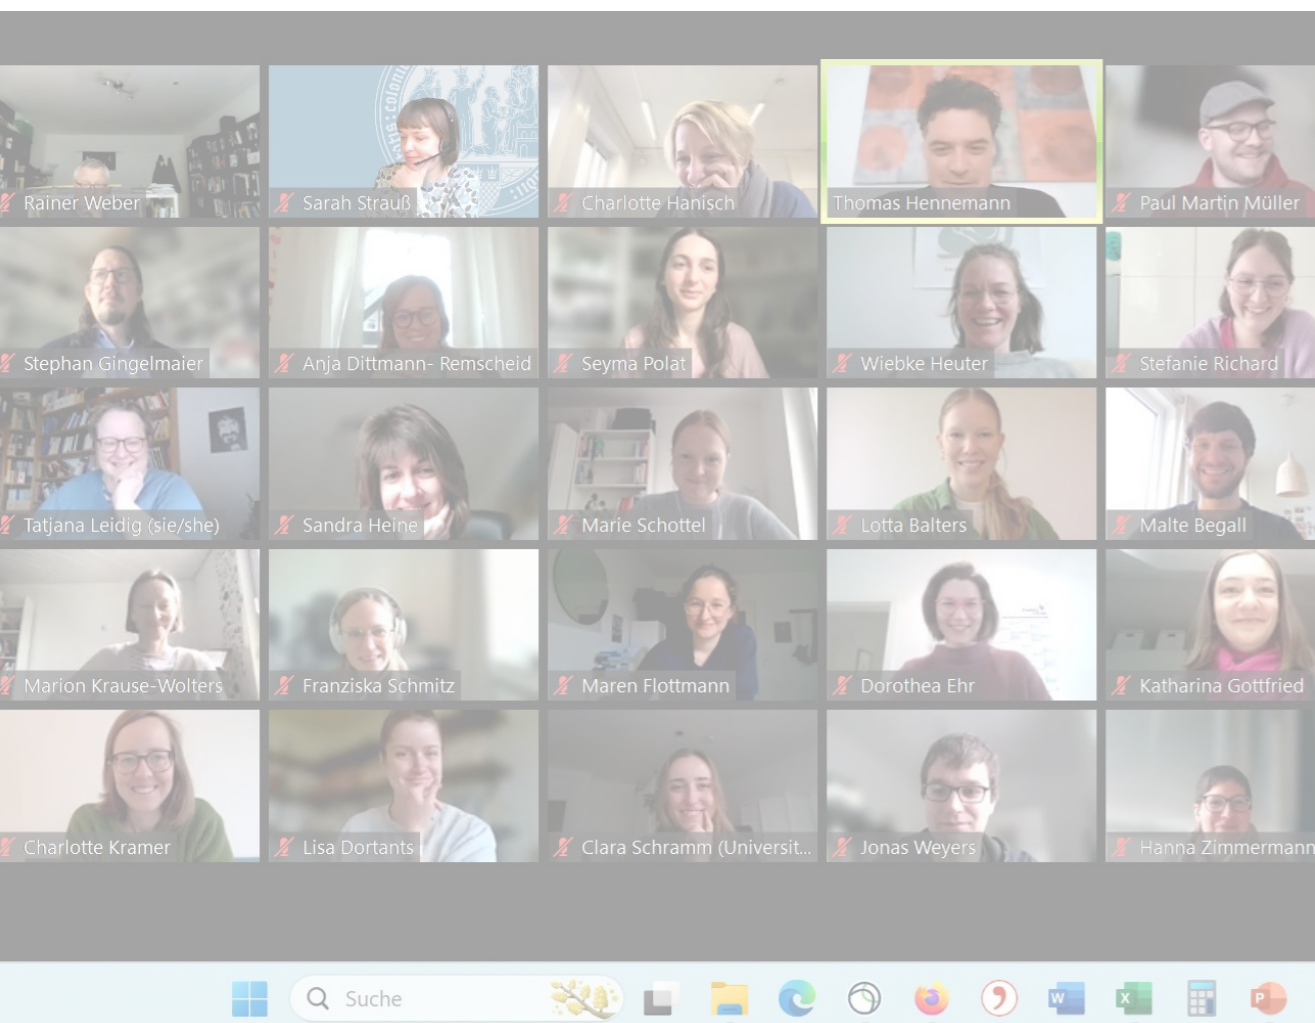 Rainer Weber
Sarah Strauß
Charlotte Hanisch
Thomas Hennemann
Paul Martin Müller
Stephan Gingelmaier
Anja Dittmann- Remscheid
Seyma Polat
Wiebke Heuter
Stefanie Richard
Tatjana Leidig (sie/she)
Sandra Heine
Marie Schottel
Lotta Balters
Malte Begall
Marion Krause-Wolters
Franziska Schmitz
Maren Flottmann
Dorothea Ehr
Katharina Gottfried
Charlotte Kramer
Lisa Dortants
Clara Schramm (Universit...
Jonas Weyers
Hanna Zimmermann
Suche
W
X
P